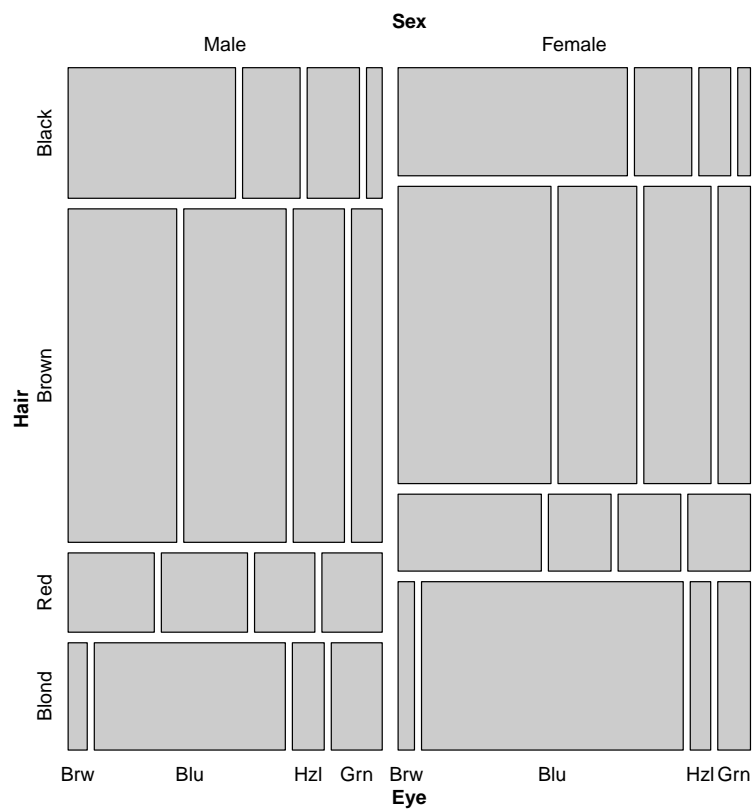 Sex
Male Female
Black
Brown
Hair
Red
Blond
Brw Blu Hzl Grn Brw Blu Hzl Grn
Eye